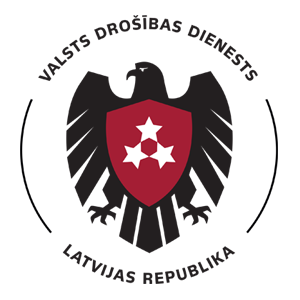 VALSTS DROŠĪBAS DIENESTS
LATVIJAS REPUBLIKA